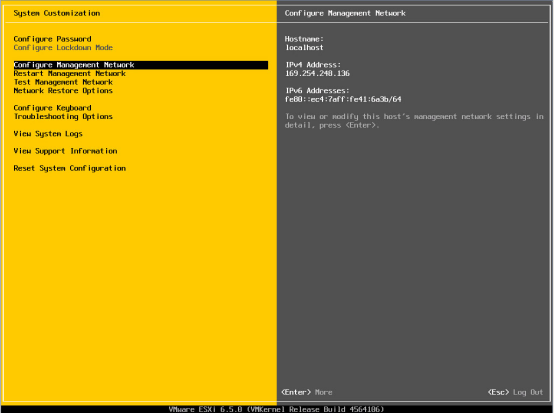 System Customization
Configure Password
Configure Lockdown Mode
Configure Management Network
Restart Management Network
Test Management Network
Network Restore Options
Configure Keyboard
Troubleshooting Options
View System Logs
View Support Information
Reset System Configuration
Configure Management Network
Hostname:
localhost
IPv4 Address:
169.254.248.136
IPv6 Addresses:
fe80::ec4:7aff:fe41:6a3b/64
To view or modify this host's management network settings in
detail, press <Enter>.
<Enter> More
<Esc> Log Out
VMware ESXi 6.5.0 (VMKernel Release Build 4564106)